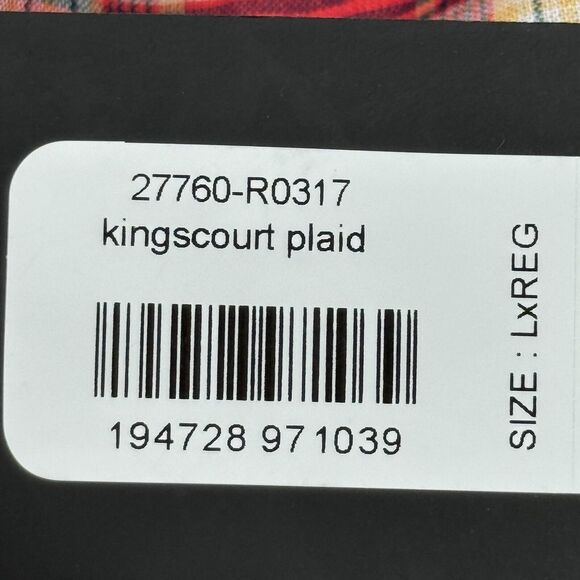 27760-R0317
kingscourt plaid
194728 971039
SIZE : LxREG